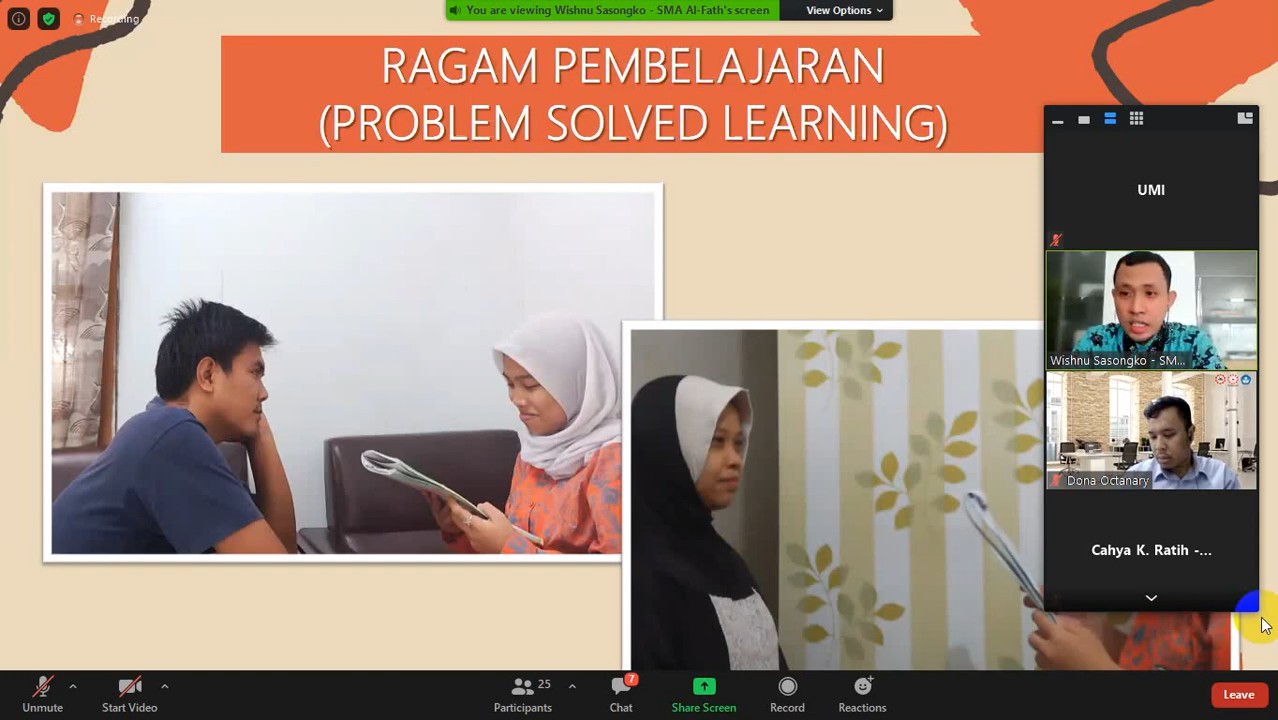 Recording
You are viewing Wishnu Sasongko - SMA Al-Fath's screen
View Options
RAGAM PEMBELAJARAN
(PROBLEM SOLVED LEARNING)
UMI
Wishnu Sasongko - SM...
Dona Octanary
Cahya K. Ratih -...
Unmute
Start Video
25
Participants
7
Chat
Share Screen
Record
Reactions
Leave